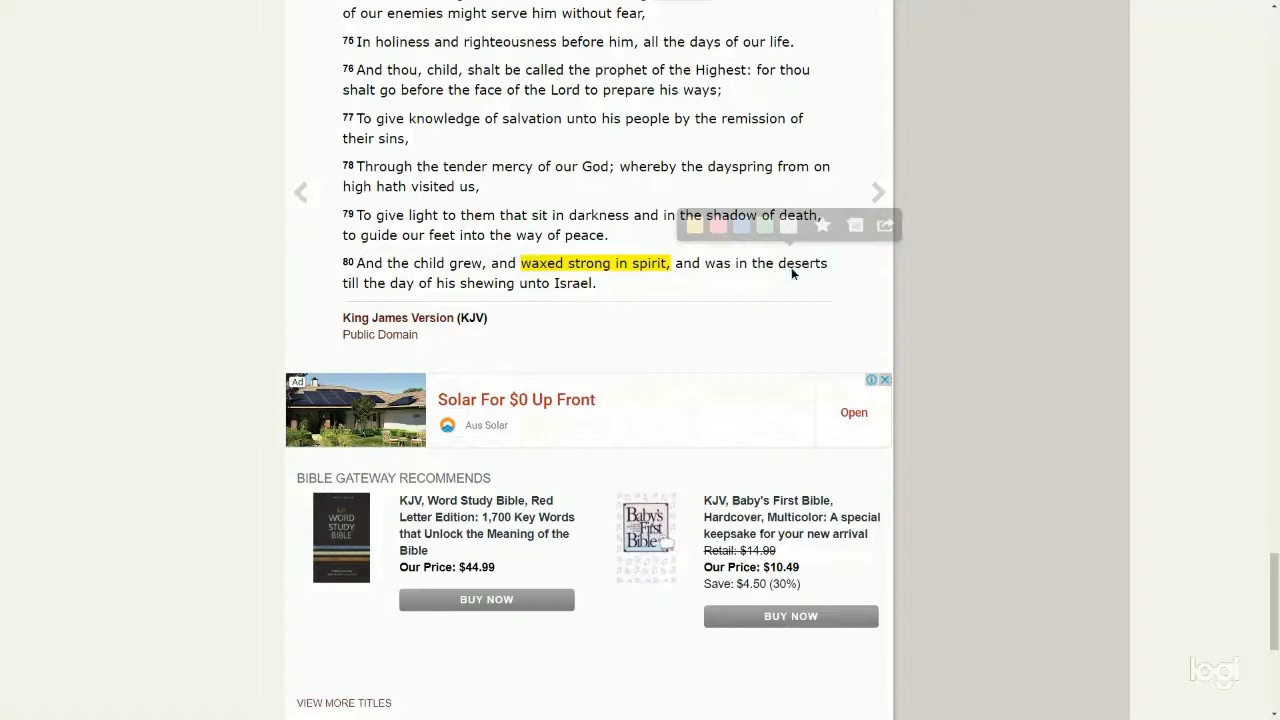 of our enemies might serve him without fear,
75 In holiness and righteousness before him, all the days of our life.
76 And thou, child, shalt be called the prophet of the Highest: for thou
shalt go before the face of the Lord to prepare his ways;
77 To give knowledge of salvation unto his people by the remission of
their sins,
78 Through the tender mercy of our God; whereby the dayspring from on
high hath visited us,
79 To give light to them that sit in darkness and in the shadow of death,
to guide our feet into the way of peace.
80 And the child grew, and waxed strong in spirit, and was in the deserts
till the day of his shewing unto Israel.
King James Version (KJV)
Public Domain
Ad
Solar For $0 Up Front
Aus Solar
Open
BIBLE GATEWAY RECOMMENDS
KJV
WORD
STUDY
BIBLE
KJV, Word Study Bible, Red
Letter Edition: 1,700 Key Words
that Unlock the Meaning of the
Bible
Our Price: $44.99
BUY NOW
Baby's
First
Bible
KJV, Baby's First Bible,
Hardcover, Multicolor: A special
keepsake for your new arrival
Retail: $14.99
Our Price: $10.49
Save: $4.50 (30%)
BUY NOW
VIEW MORE TITLES
logi